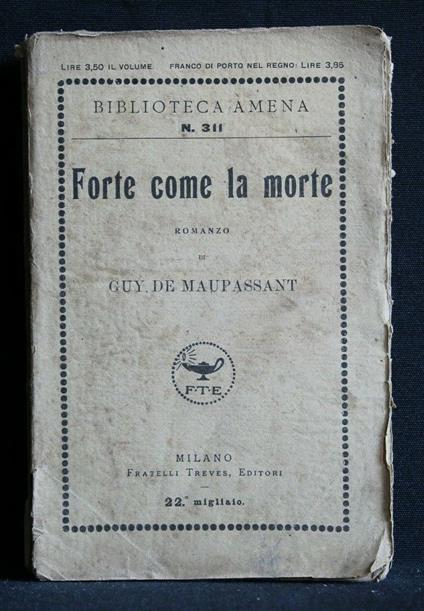 LIRE 3,50 IL VOLUME. FRANCO DI PORTO NEL REGNO: LIRE 3,85
BIBLIOTECA AMENA
N. 311
Forte come la morte
ROMANZO
DI
GUY DE MAUPASSANT
F·T·E
MILANO
FRATELLI TREVES, EDITORI
22.º migliaio.